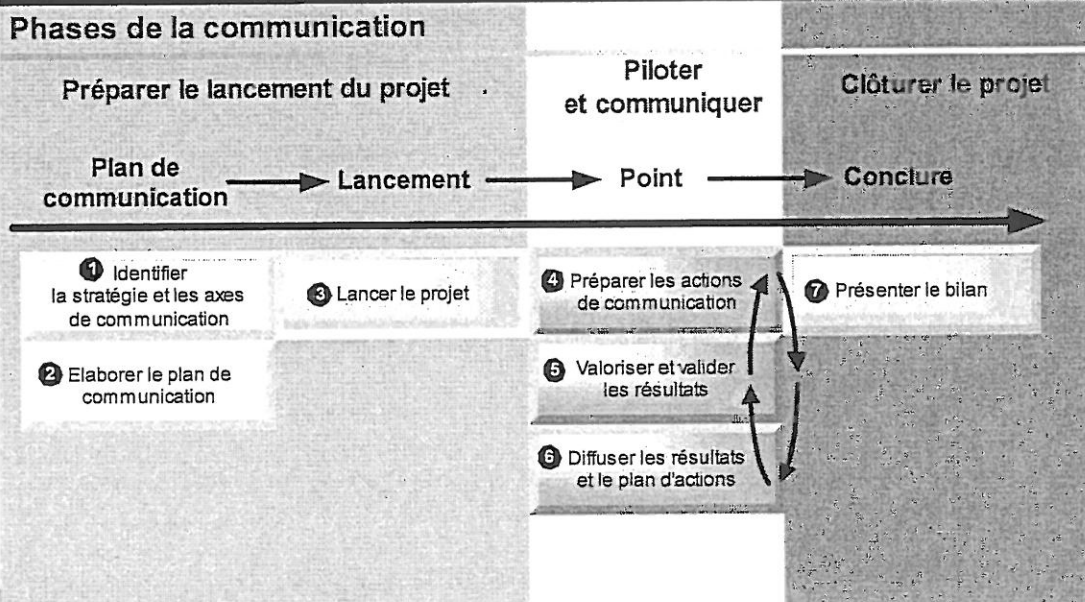 Phases de la communication
Préparer le lancement du projet
Piloter
et communiquer
Clôturer le projet
Plan de
communication
Lancement
Point
Conclure
1 Identifier
la stratégie et les axes
de communication
2 Elaborer le plan de
communication
3 Lancer le projet
4 Préparer les actions
de communication
5 Valoriser et valider
les résultats
6 Diffuser les résultats
et le plan d'actions
7 Présenter le bilan